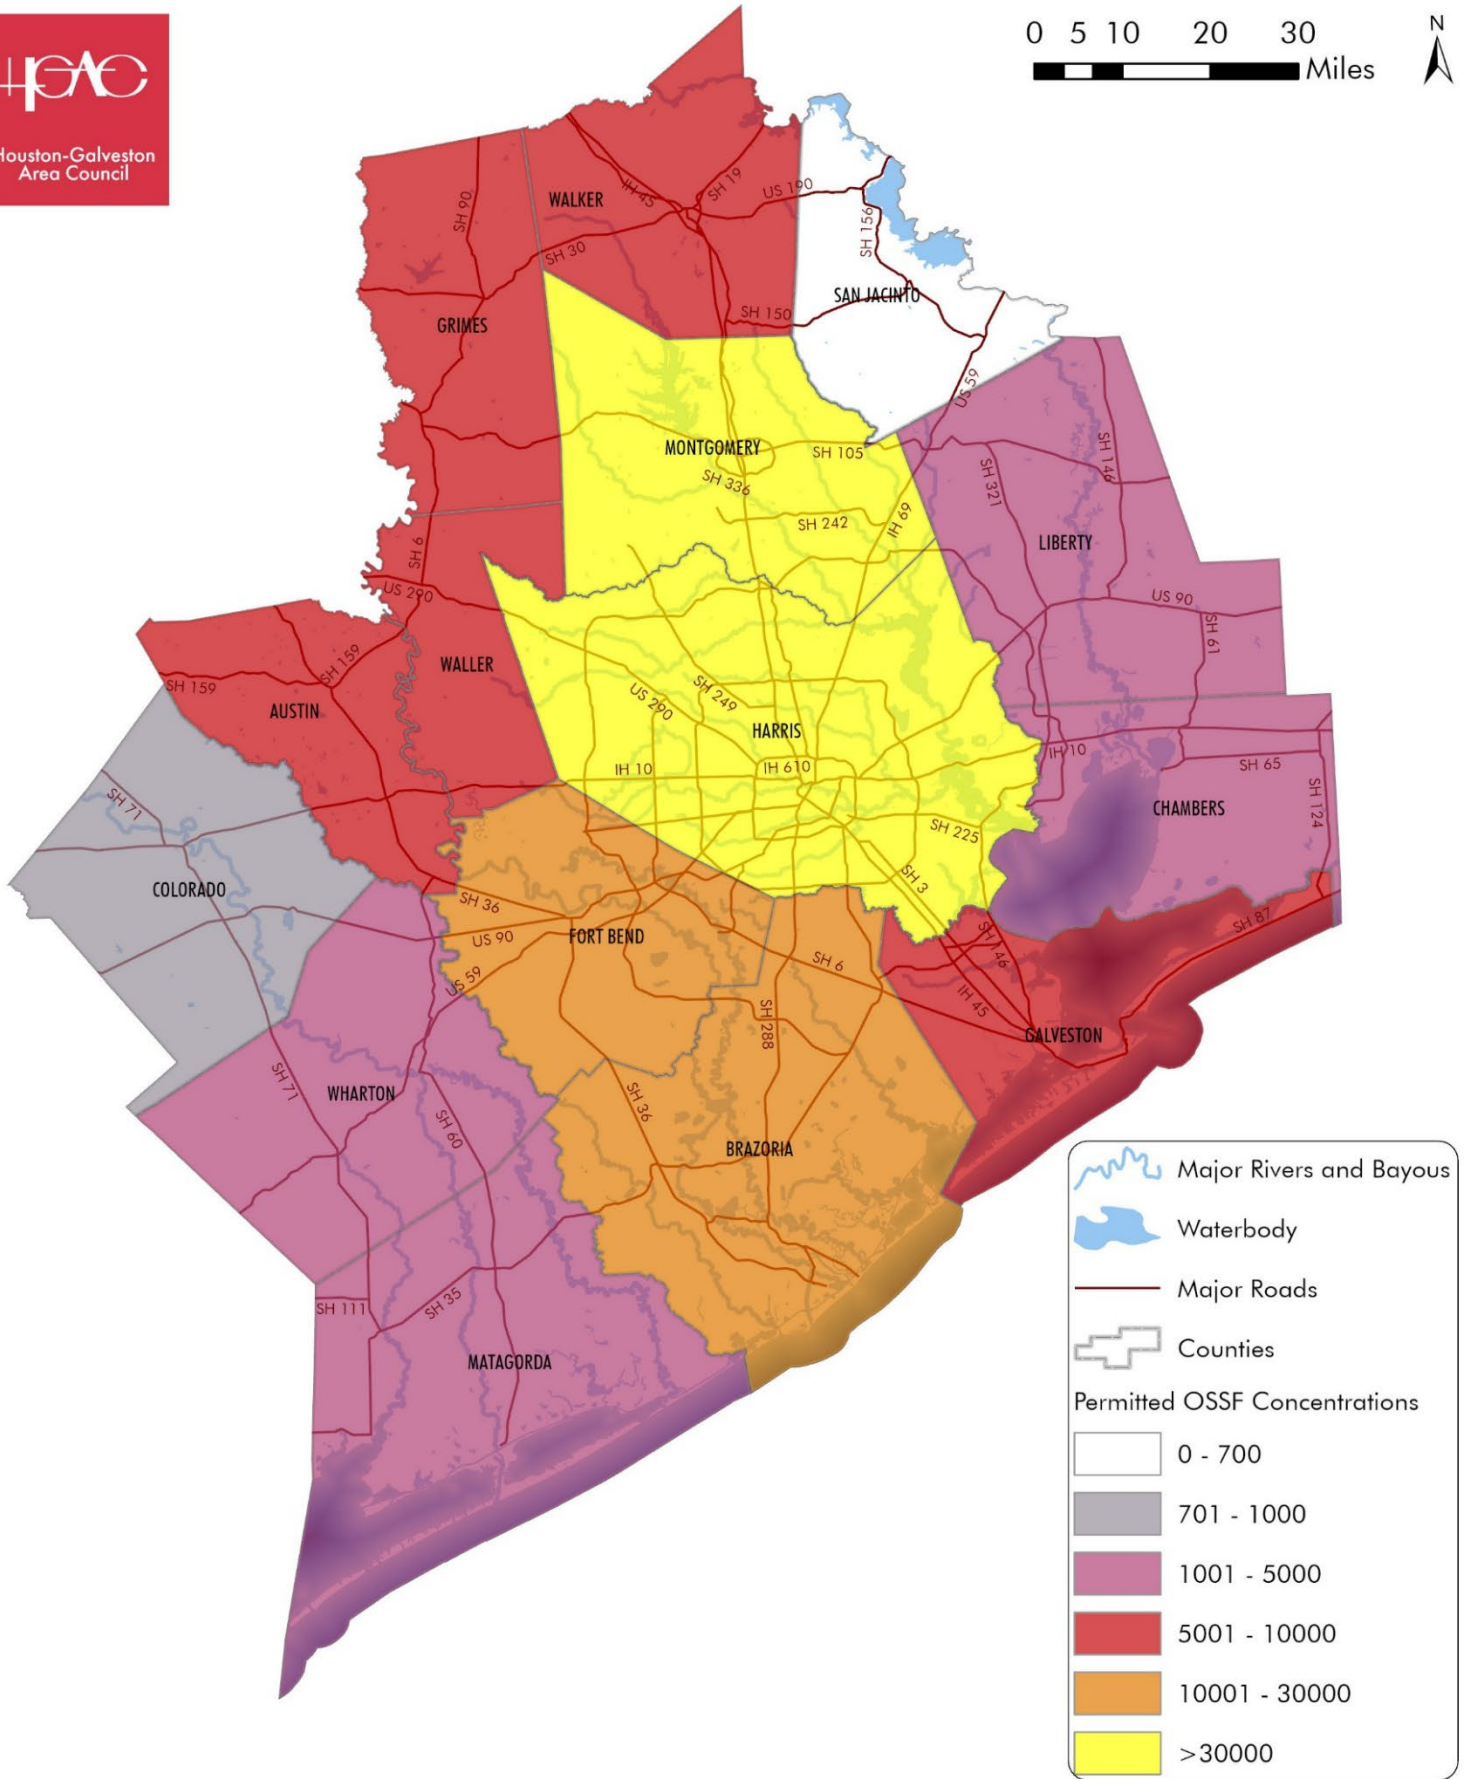 HGAC
Houston-Galveston
Area Council
0 5 10 20 30
Miles
N
WALKER
IH 45
SH 19
US 190
SH 90
SH 30
SH 156
SAN JACINTO
SH 150
GRIMES
US 59
MONTGOMERY
SH 105
SH 336
SH 242
IH 69
SH 321
SH 146
LIBERTY
SH 6
US 290
US 90
SH 61
SH 159
SH 159
WALLER
AUSTIN
US 290
SH 249
HARRIS
IH 10
IH 610
IH 10
SH 65
SH 124
CHAMBERS
SH 71
SH 225
SH 3
COLORADO
SH 36
US 90
FORT BEND
SH 6
SH 146
SH 87
US 59
IH 45
SH 288
GALVESTON
SH 71
WHARTON
SH 60
SH 36
BRAZORIA
SH 111
SH 35
MATAGORDA
Major Rivers and Bayous
Waterbody
Major Roads
Counties
Permitted OSSF Concentrations
0 - 700
701 - 1000
1001 - 5000
5001 - 10000
10001 - 30000
>30000